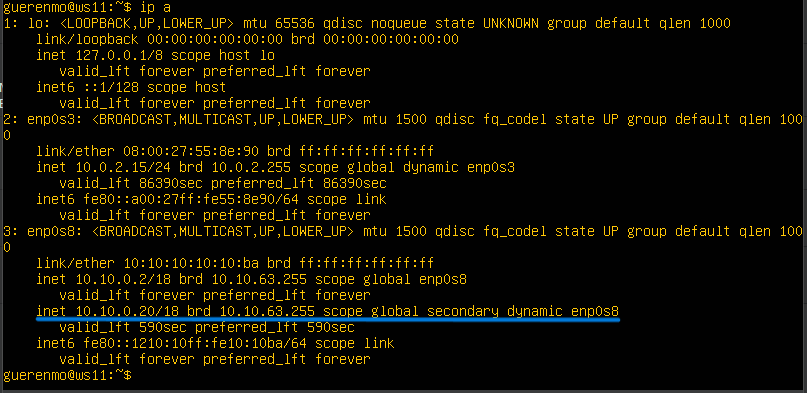 guerenmo@ws11:~$ ip a
1: lo: <LOOPBACK,UP,LOWER_UP> mtu 65536 qdisc noqueue state UNKNOWN group default qlen 1000
link/loopback 00:00:00:00:00:00 brd 00:00:00:00:00:00
inet 127.0.0.1/8 scope host lo
valid_lft forever preferred_lft forever
inet6 ::1/128 scope host
valid_lft forever preferred_lft forever
2: enp0s3: <BROADCAST,MULTICAST,UP,LOWER_UP> mtu 1500 qdisc fq_codel state UP group default qlen 100
0
link/ether 08:00:27:55:8e:90 brd ff:ff:ff:ff:ff:ff
inet 10.0.2.15/24 brd 10.0.2.255 scope global dynamic enp0s3
valid_lft 86390sec preferred_lft 86390sec
inet6 fe80::a00:27ff:fe55:8e90/64 scope link
valid_lft forever preferred_lft forever
3: enp0s8: <BROADCAST,MULTICAST,UP,LOWER_UP> mtu 1500 qdisc fq_codel state UP group default qlen 100
0
link/ether 10:10:10:10:10:ba brd ff:ff:ff:ff:ff:ff
inet 10.10.0.2/18 brd 10.10.63.255 scope global enp0s8
valid_lft forever preferred_lft forever
inet 10.10.0.20/18 brd 10.10.63.255 scope global secondary dynamic enp0s8
valid_lft 590sec preferred_lft 590sec
inet6 fe80::1210:10ff:fe10:10ba/64 scope link
valid_lft forever preferred_lft forever
guerenmo@ws11:~$